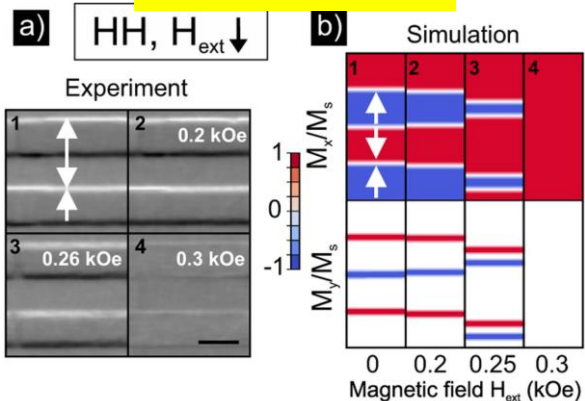 a)
HH, Hext ↓
Experiment
1
2
0.2 kOe
3
0.26 kOe
4
0.3 kOe
1
0
-1
b)
Simulation
Mx/Ms
1
2
3
4
My/Ms
0 0.2 0.25 0.3
Magnetic field Hext (kOe)